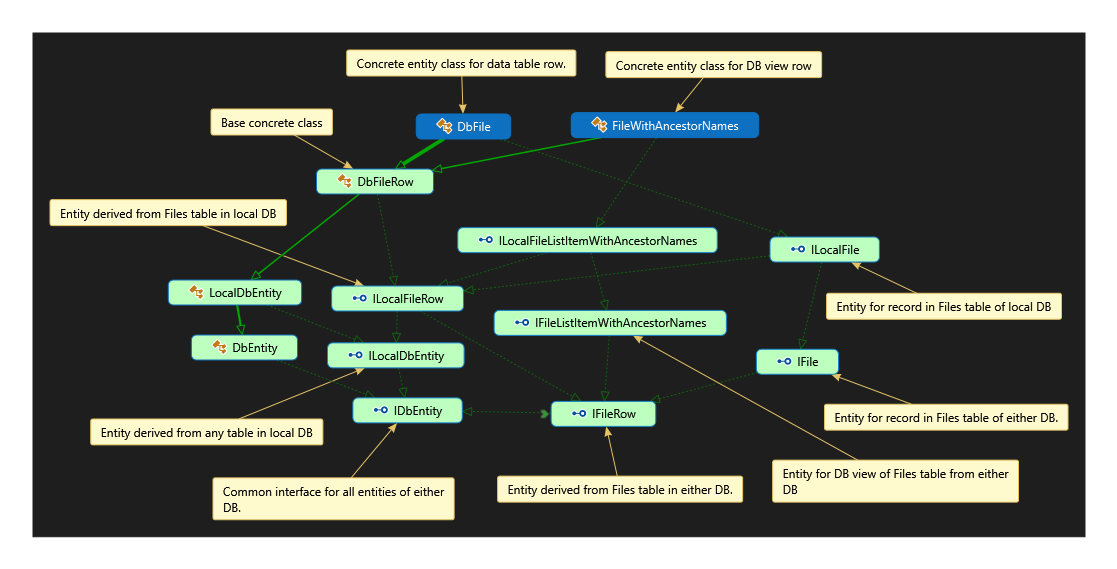 Concrete entity class for data table row.
Concrete entity class for DB view row
Base concrete class
DbFile
FileWithAncestorNames
DbFileRow
Entity derived from Files table in local DB
ILocalFileListItemWithAncestorNames
ILocalFile
LocalDbEntity
ILocalFileRow
Entity for record in Files table of local DB
IFileListItemWithAncestorNames
DbEntity
ILocalDbEntity
IFile
IDbEntity
IFileRow
Entity for record in Files table of either DB.
Entity derived from any table in local DB
Entity for DB view of Files table from either
DB
Common interface for all entities of either
DB.
Entity derived from Files table in either DB.